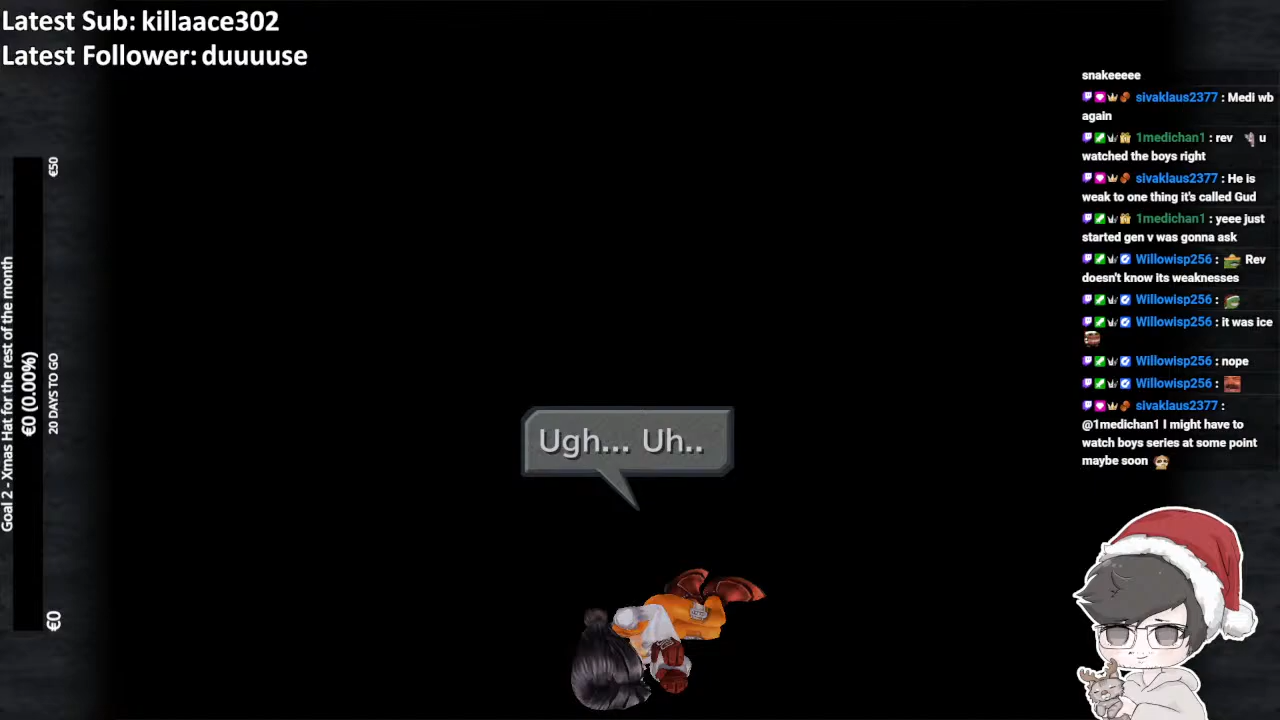 Latest Sub: killaace302
Latest Follower: duuuuse
Goal 2 - Xmas Hat for the rest of the month
€0 (0.00%)
20 DAYS TO GO
€50
€0
snakeeeee
sivaklaus2377 : Medi wb
again
1medichan1 : rev u
watched the boys right
sivaklaus2377 : He is
weak to one thing it's called Gud
1medichan1 : yeee just
started gen v was gonna ask
Willowisp256 : Rev
doesn't know its weaknesses
Willowisp256 :
Willowisp256 : it was ice
Willowisp256 : nope
Willowisp256 :
sivaklaus2377 :
@1medichan1 I might have to
watch boys series at some point
maybe soon
Ugh... Uh..